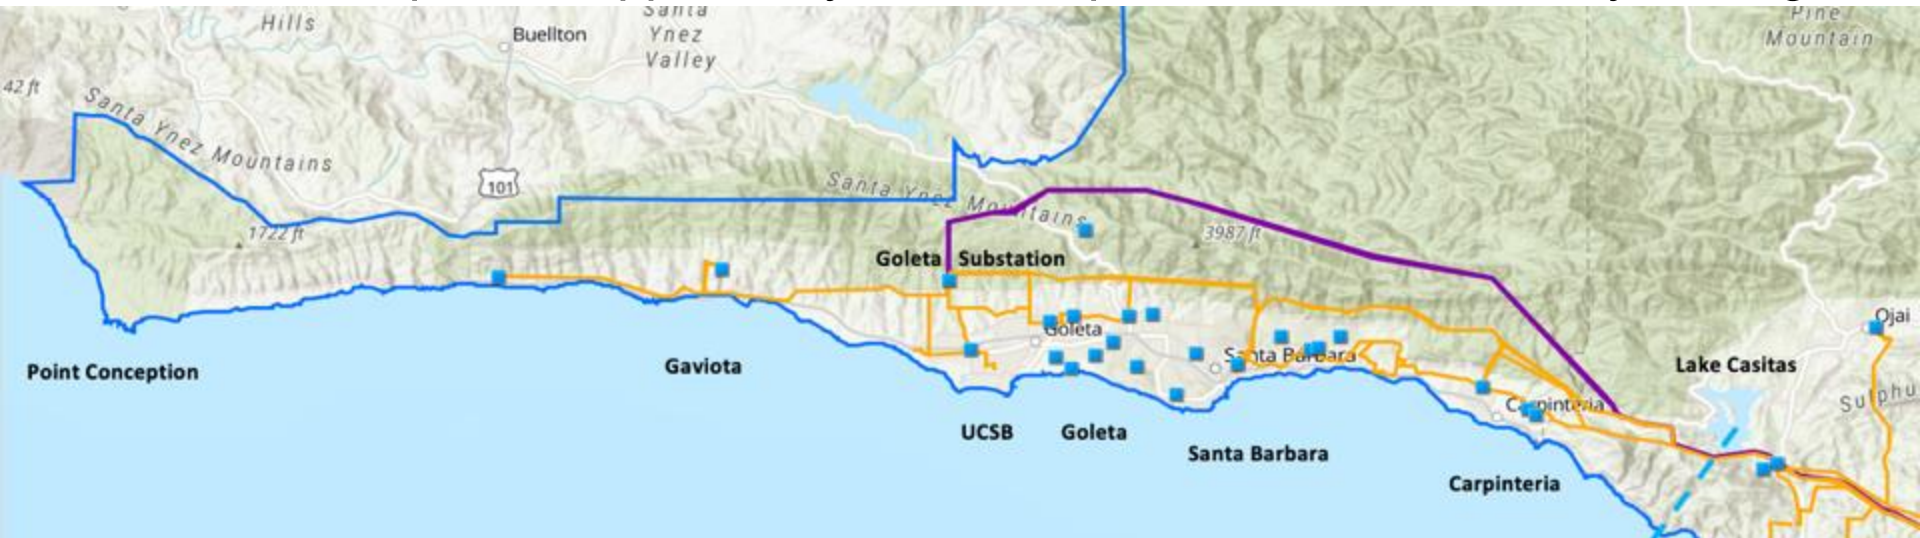 Hills
Buellton
Santa
Ynez
Valley
Pine
Mountain
42 ft
Santa Ynez Mountains
101
Santa Ynez Mountains
1722 ft
3987 ft
Goleta Substation
Goleta
Santa Barbara
Ojai
Point Conception
Gaviota
Lake Casitas
Carpinteria
Sulphu
UCSB
Goleta
Santa Barbara
Carpinteria